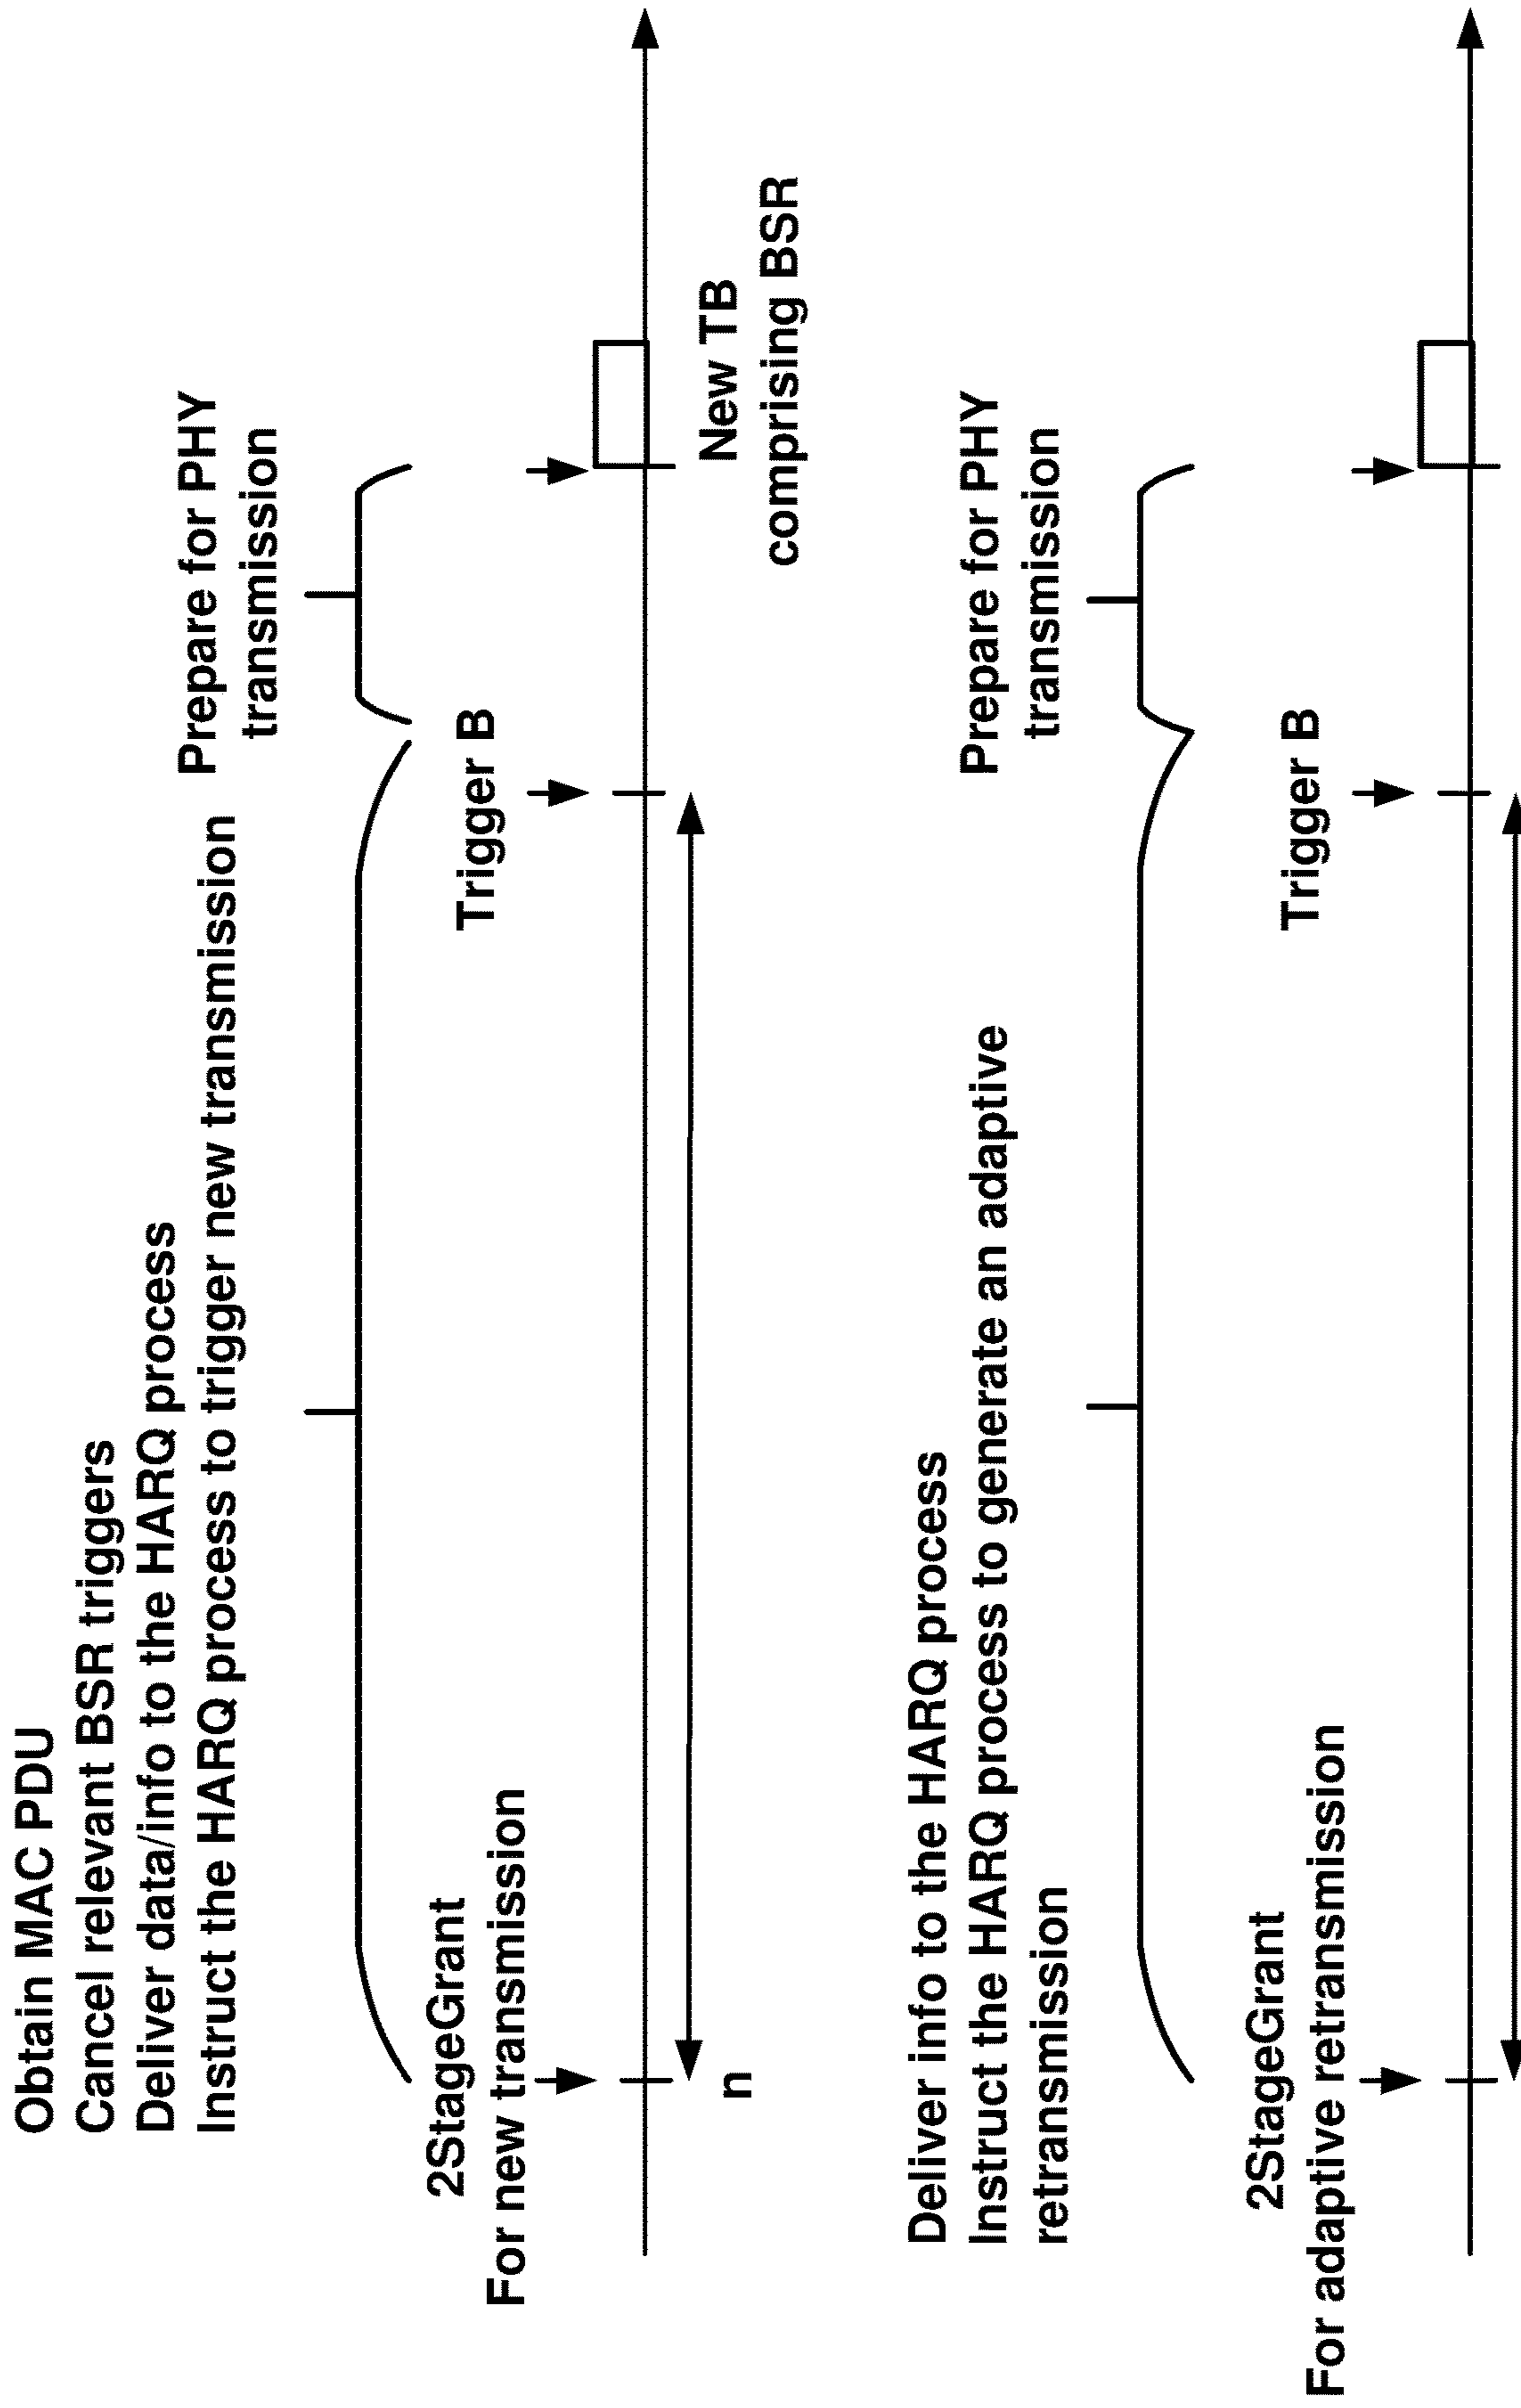 Obtain MAC PDU
Cancel relevant BSR triggers
Deliver data/info to the HARQ process
Instruct the HARQ process to trigger new transmission
Prepare for PHY
transmission
2StageGrant
For new transmission
Trigger B
n
New TB
comprising BSR
Deliver info to the HARQ process
Instruct the HARQ process to generate an adaptive
retransmission
Prepare for PHY
transmission
2StageGrant
For adaptive retransmission
Trigger B